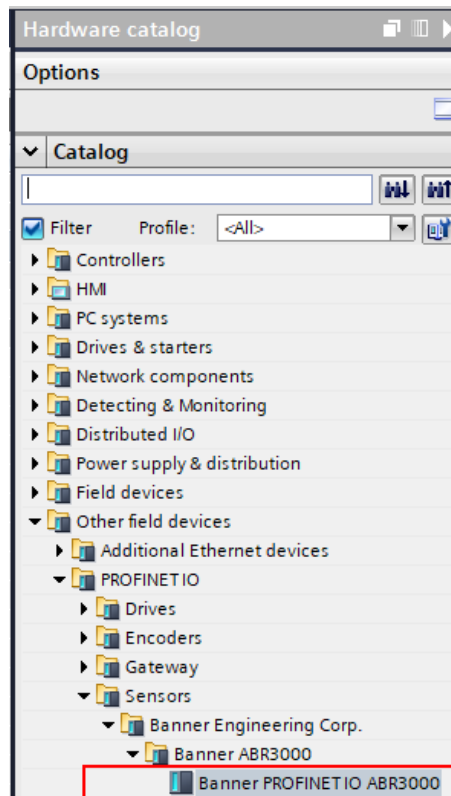 Hardware catalog
Options
Catalog
Filter Profile: <All>
Controllers
HMI
PC systems
Drives & starters
Network components
Detecting & Monitoring
Distributed I/O
Power supply & distribution
Field devices
Other field devices
Additional Ethernet devices
PROFINET IO
Drives
Encoders
Gateway
Sensors
Banner Engineering Corp.
Banner ABR3000
Banner PROFINET IO ABR3000